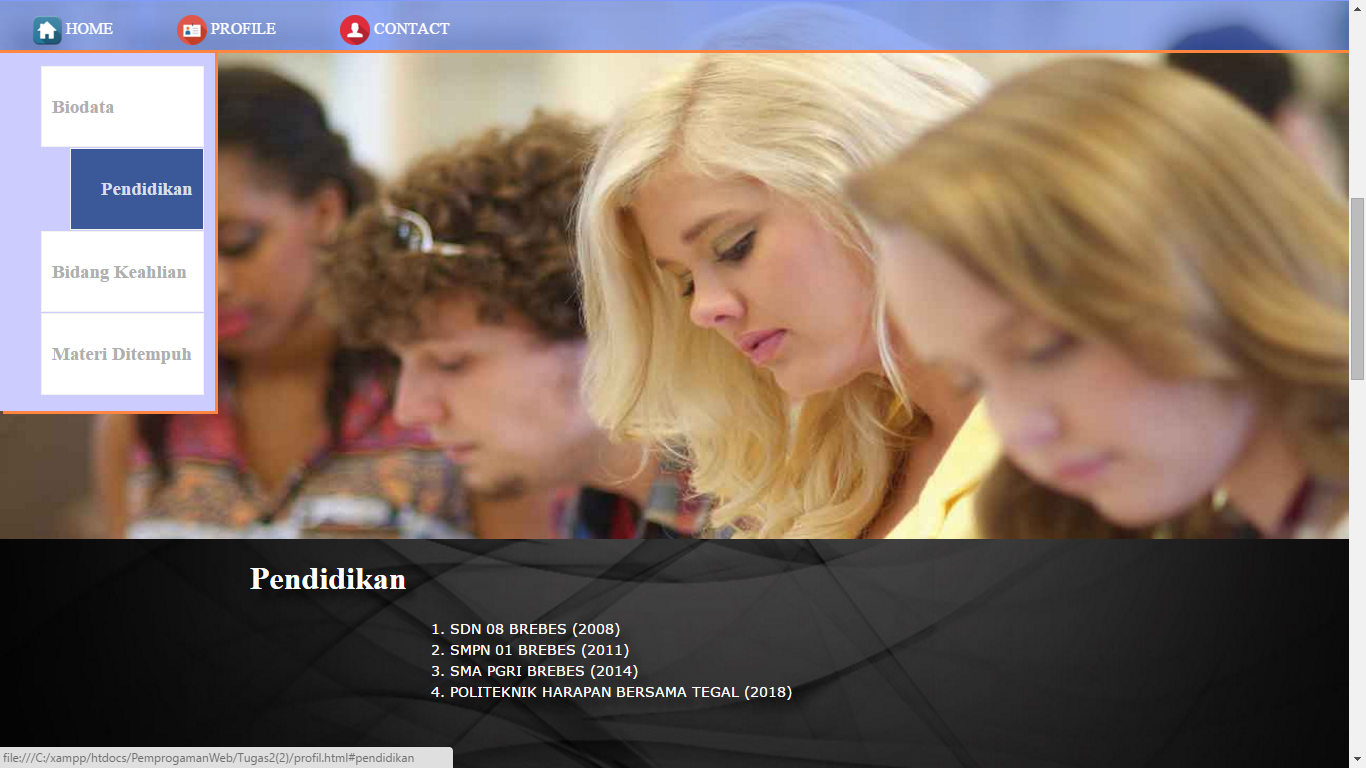 HOME PROFILE CONTACT
Biodata
Pendidikan
Bidang Keahlian
Materi Ditempuh
Pendidikan
1. SDN 08 BREBES (2008)
2. SMPN 01 BREBES (2011)
3. SMA PGRI BREBES (2014)
4. POLITEKNIK HARAPAN BERSAMA TEGAL (2018)
file:///C:/xampp/htdocs/PemprogamanWeb/Tugas2(2)/profil.html#pendidikan